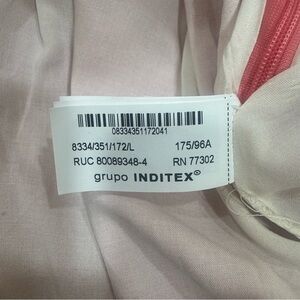 08334351172041
8334/351/172/L 175/96A
RUC 80089348-4 RN 77302
grupo INDITEX®